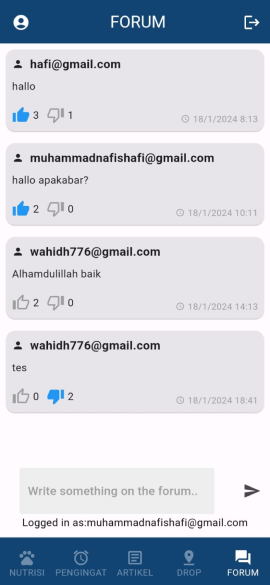 FORUM
hafi@gmail.com
hallo
3 1
18/1/2024 8:13
muhammadnafishafi@gmail.com
hallo apakabar?
2 0
18/1/2024 10:11
wahidh776@gmail.com
Alhamdulillah baik
2 0
18/1/2024 14:13
wahidh776@gmail.com
tes
0 2
18/1/2024 18:41
Write something on the forum..
Logged in as:muhammadnafishafi@gmail.com
NUTRISI PENGINGAT ARTIKEL DROP FORUM